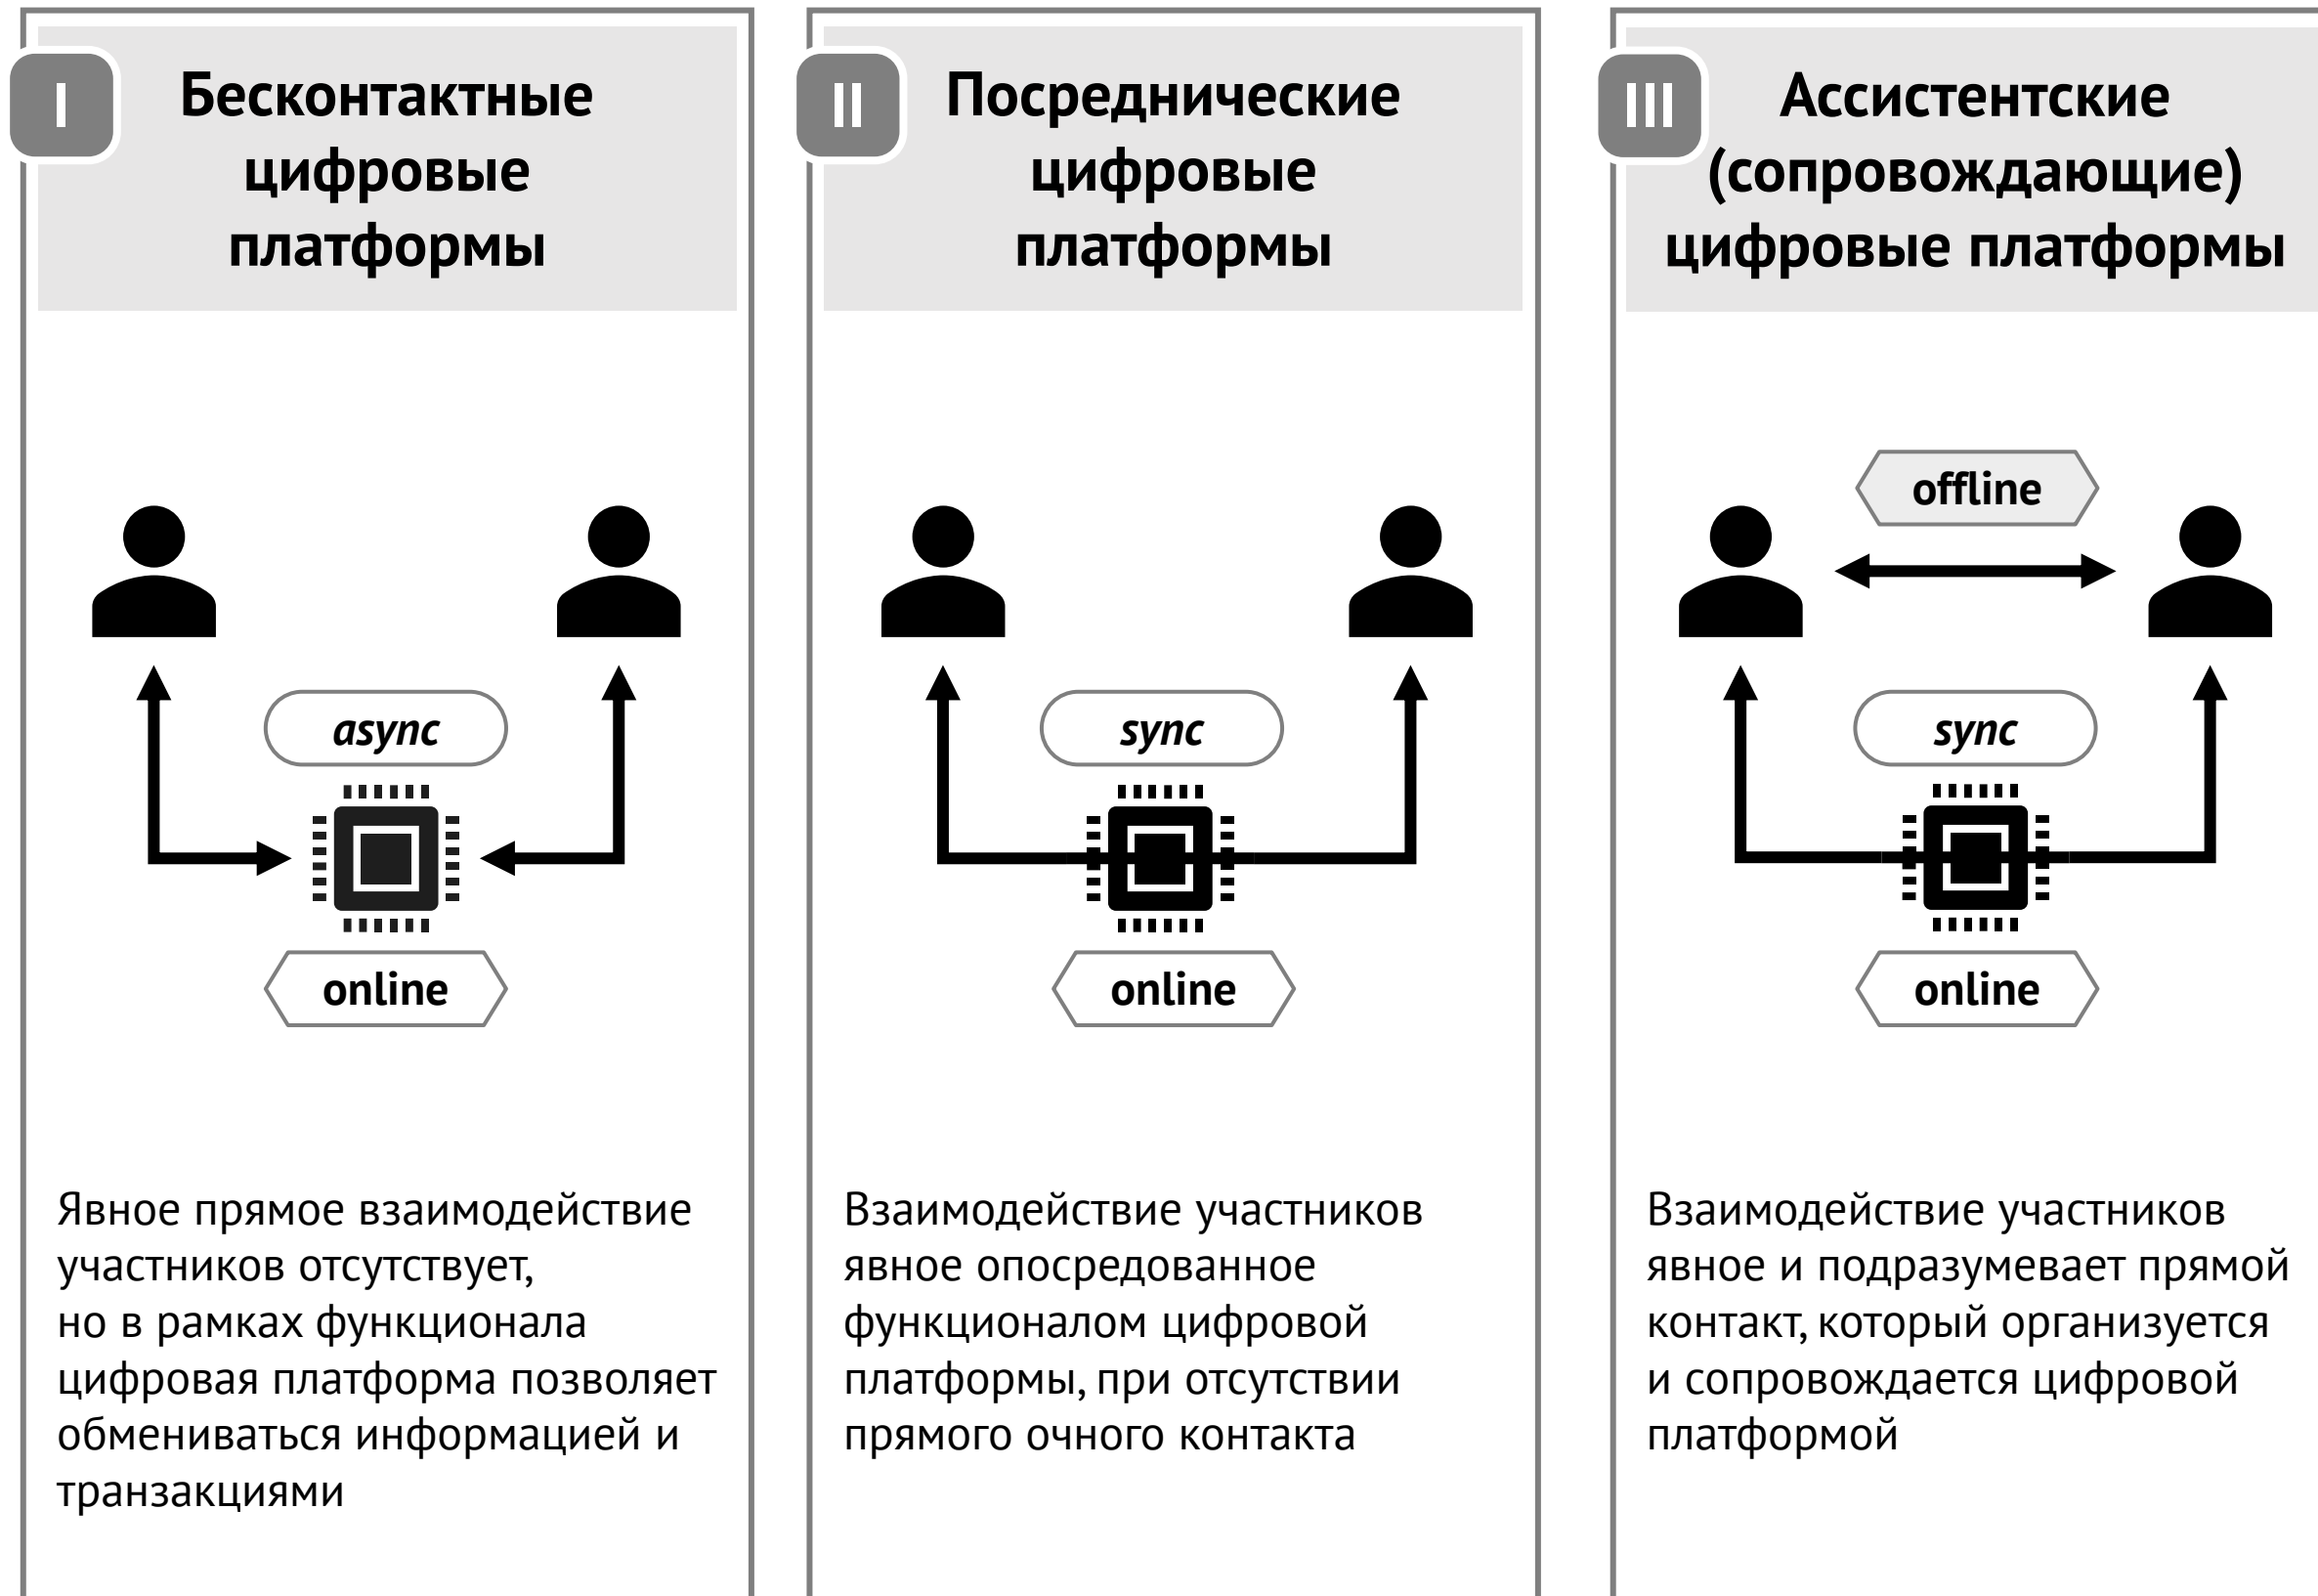 I
Бесконтактные
цифровые
платформы
async
online
Явное прямое взаимодействие
участников отсутствует,
но в рамках функционала
цифровая платформа позволяет
обмениваться информацией и
транзакциями
II
Посреднические
цифровые
платформы
sync
online
Взаимодействие участников
явное опосредованное
функционалом цифровой
платформы, при отсутствии
прямого очного контакта
III
Ассистентские
(сопровождающие)
цифровые платформы
offline
sync
online
Взаимодействие участников
явное и подразумевает прямой
контакт, который организуется
и сопровождается цифровой
платформой